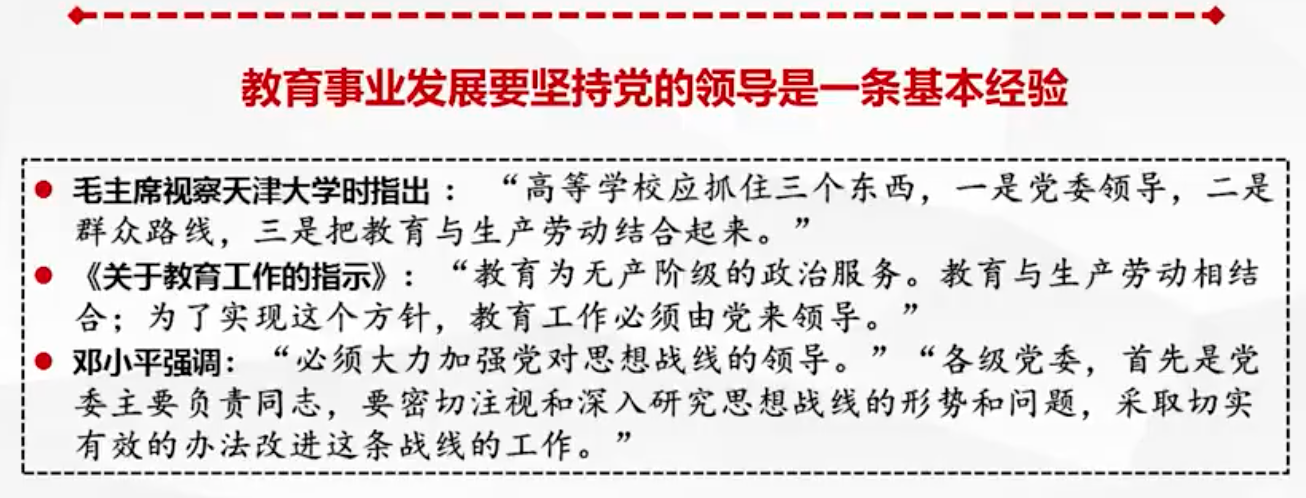 教育事业发展要坚持党的领导是一条基本经验
● 毛主席视察天津大学时指出 ： “高等学校应抓住三个东西，一是党委领导，二是
群众路线，三是把教育与生产劳动结合起来。”
● 《关于教育工作的指示》：“教育为无产阶级的政治服务。教育与生产劳动相结
合；为了实现这个方针，教育工作必须由党来领导。”
● 邓小平强调：“必须大力加强党对思想战线的领导。”“各级党委，首先是党
委主要负责同志，要密切注视和深入研究思想战线的形势和问题，采取切实
有效的办法改进这条战线的工作。”